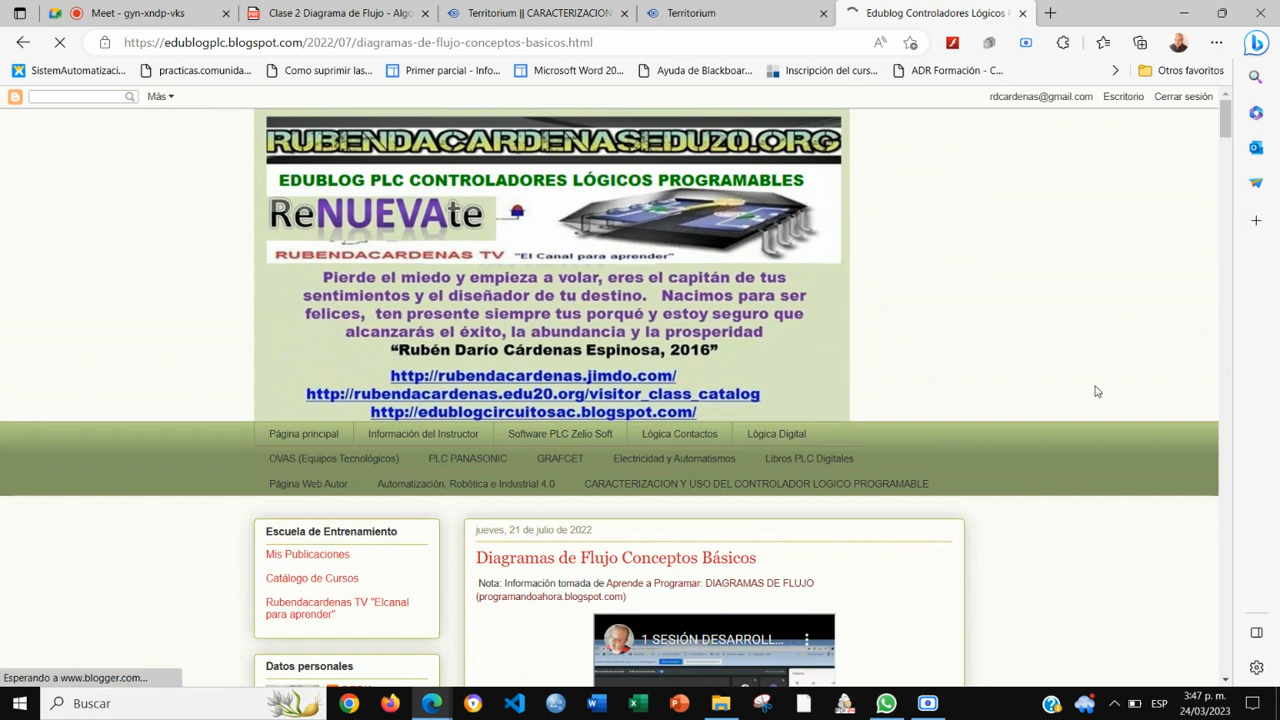 Meet - gyn-ndp-vks
Clase 2 Diagrama de Flujo - Algo
Territorium || CARACTERIZACION
Territorium
Edublog Controladores Lógicos P
https://edublogplc.blogspot.com/2022/07/diagramas-de-flujo-conceptos-basicos.html
SistemAutomatizaci...
practicas.comunida...
Como suprimir las...
Primer parcial - Info...
Microsoft Word 20...
Ayuda de Blackboar...
Inscripción del curs...
ADR Formación - C...
Otros favoritos
Más
rdcardenas@gmail.com
Escritorio
Cerrar sesión
RUBENDACARDENASEDU20.ORG
EDUBLOG PLC CONTROLADORES LÓGICOS PROGRAMABLES
ReNUEVAte
RUBENDACARDENAS TV "El Canal para aprender"
Pierde el miedo y empieza a volar, eres el capitán de tus
sentimientos y el diseñador de tu destino. Nacimos para ser
felices, ten presente siempre tus porqué y estoy seguro que
alcanzarás el éxito, la abundancia y la prosperidad
“Rubén Darío Cárdenas Espinosa, 2016”
http://rubendacardenas.jimdo.com/
http://rubendacardenas.edu20.org/visitor_class_catalog
http://edublogcircuitosac.blogspot.com/
Página principal
Información del Instructor
Software PLC Zelio Soft
Lógica Contactos
Lógica Digital
OVAS (Equipos Tecnológicos)
PLC PANASONIC
GRAFCET
Electricidad y Automatismos
Libros PLC Digitales
Página Web Autor
Automatización, Robótica e Industrial 4.0
CARACTERIZACION Y USO DEL CONTROLADOR LOGICO PROGRAMABLE
Escuela de Entrenamiento
Mis Publicaciones
Catálogo de Cursos
Rubendacardenas TV "Elcanal
para aprender"
Datos personales
jueves, 21 de julio de 2022
Diagramas de Flujo Conceptos Básicos
Nota: Información tomada de Aprende a Programar: DIAGRAMAS DE FLUJO
(programandoahora.blogspot.com)
1 SESIÓN DESARROLL...
Esperando a www.blogger.com...
Buscar
ESP
3:47 p. m.
24/03/2023